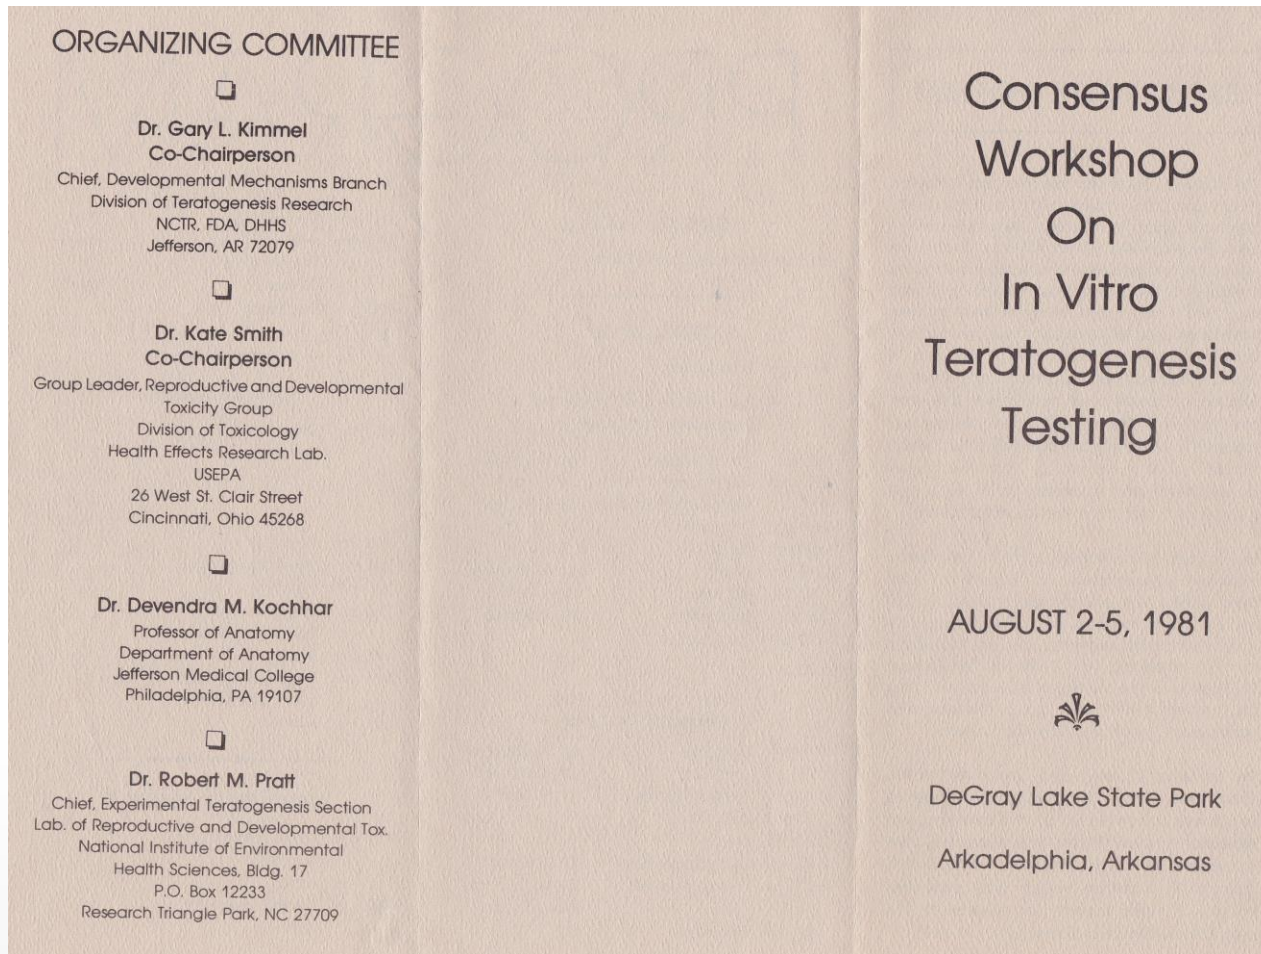 ORGANIZING COMMITTEE
Dr. Gary L. Kimmel
Co-Chairperson
Chief, Developmental Mechanisms Branch
Division of Teratogenesis Research
NCTR, FDA, DHHS
Jefferson, AR 72079
Dr. Kate Smith
Co-Chairperson
Group Leader, Reproductive and Developmental
Toxicity Group
Division of Toxicology
Health Effects Research Lab.
USEPA
26 West St. Clair Street
Cincinnati, Ohio 45268
Dr. Devendra M. Kochhar
Professor of Anatomy
Department of Anatomy
Jefferson Medical College
Philadelphia, PA 19107
Dr. Robert M. Pratt
Chief, Experimental Teratogenesis Section
Lab. of Reproductive and Developmental Tox.
National Institute of Environmental
Health Sciences, Bldg. 17
P.O. Box 12233
Research Triangle Park, NC 27709
Consensus
Workshop
On
In Vitro
Teratogenesis
Testing
AUGUST 2-5, 1981
DeGray Lake State Park
Arkadelphia, Arkansas